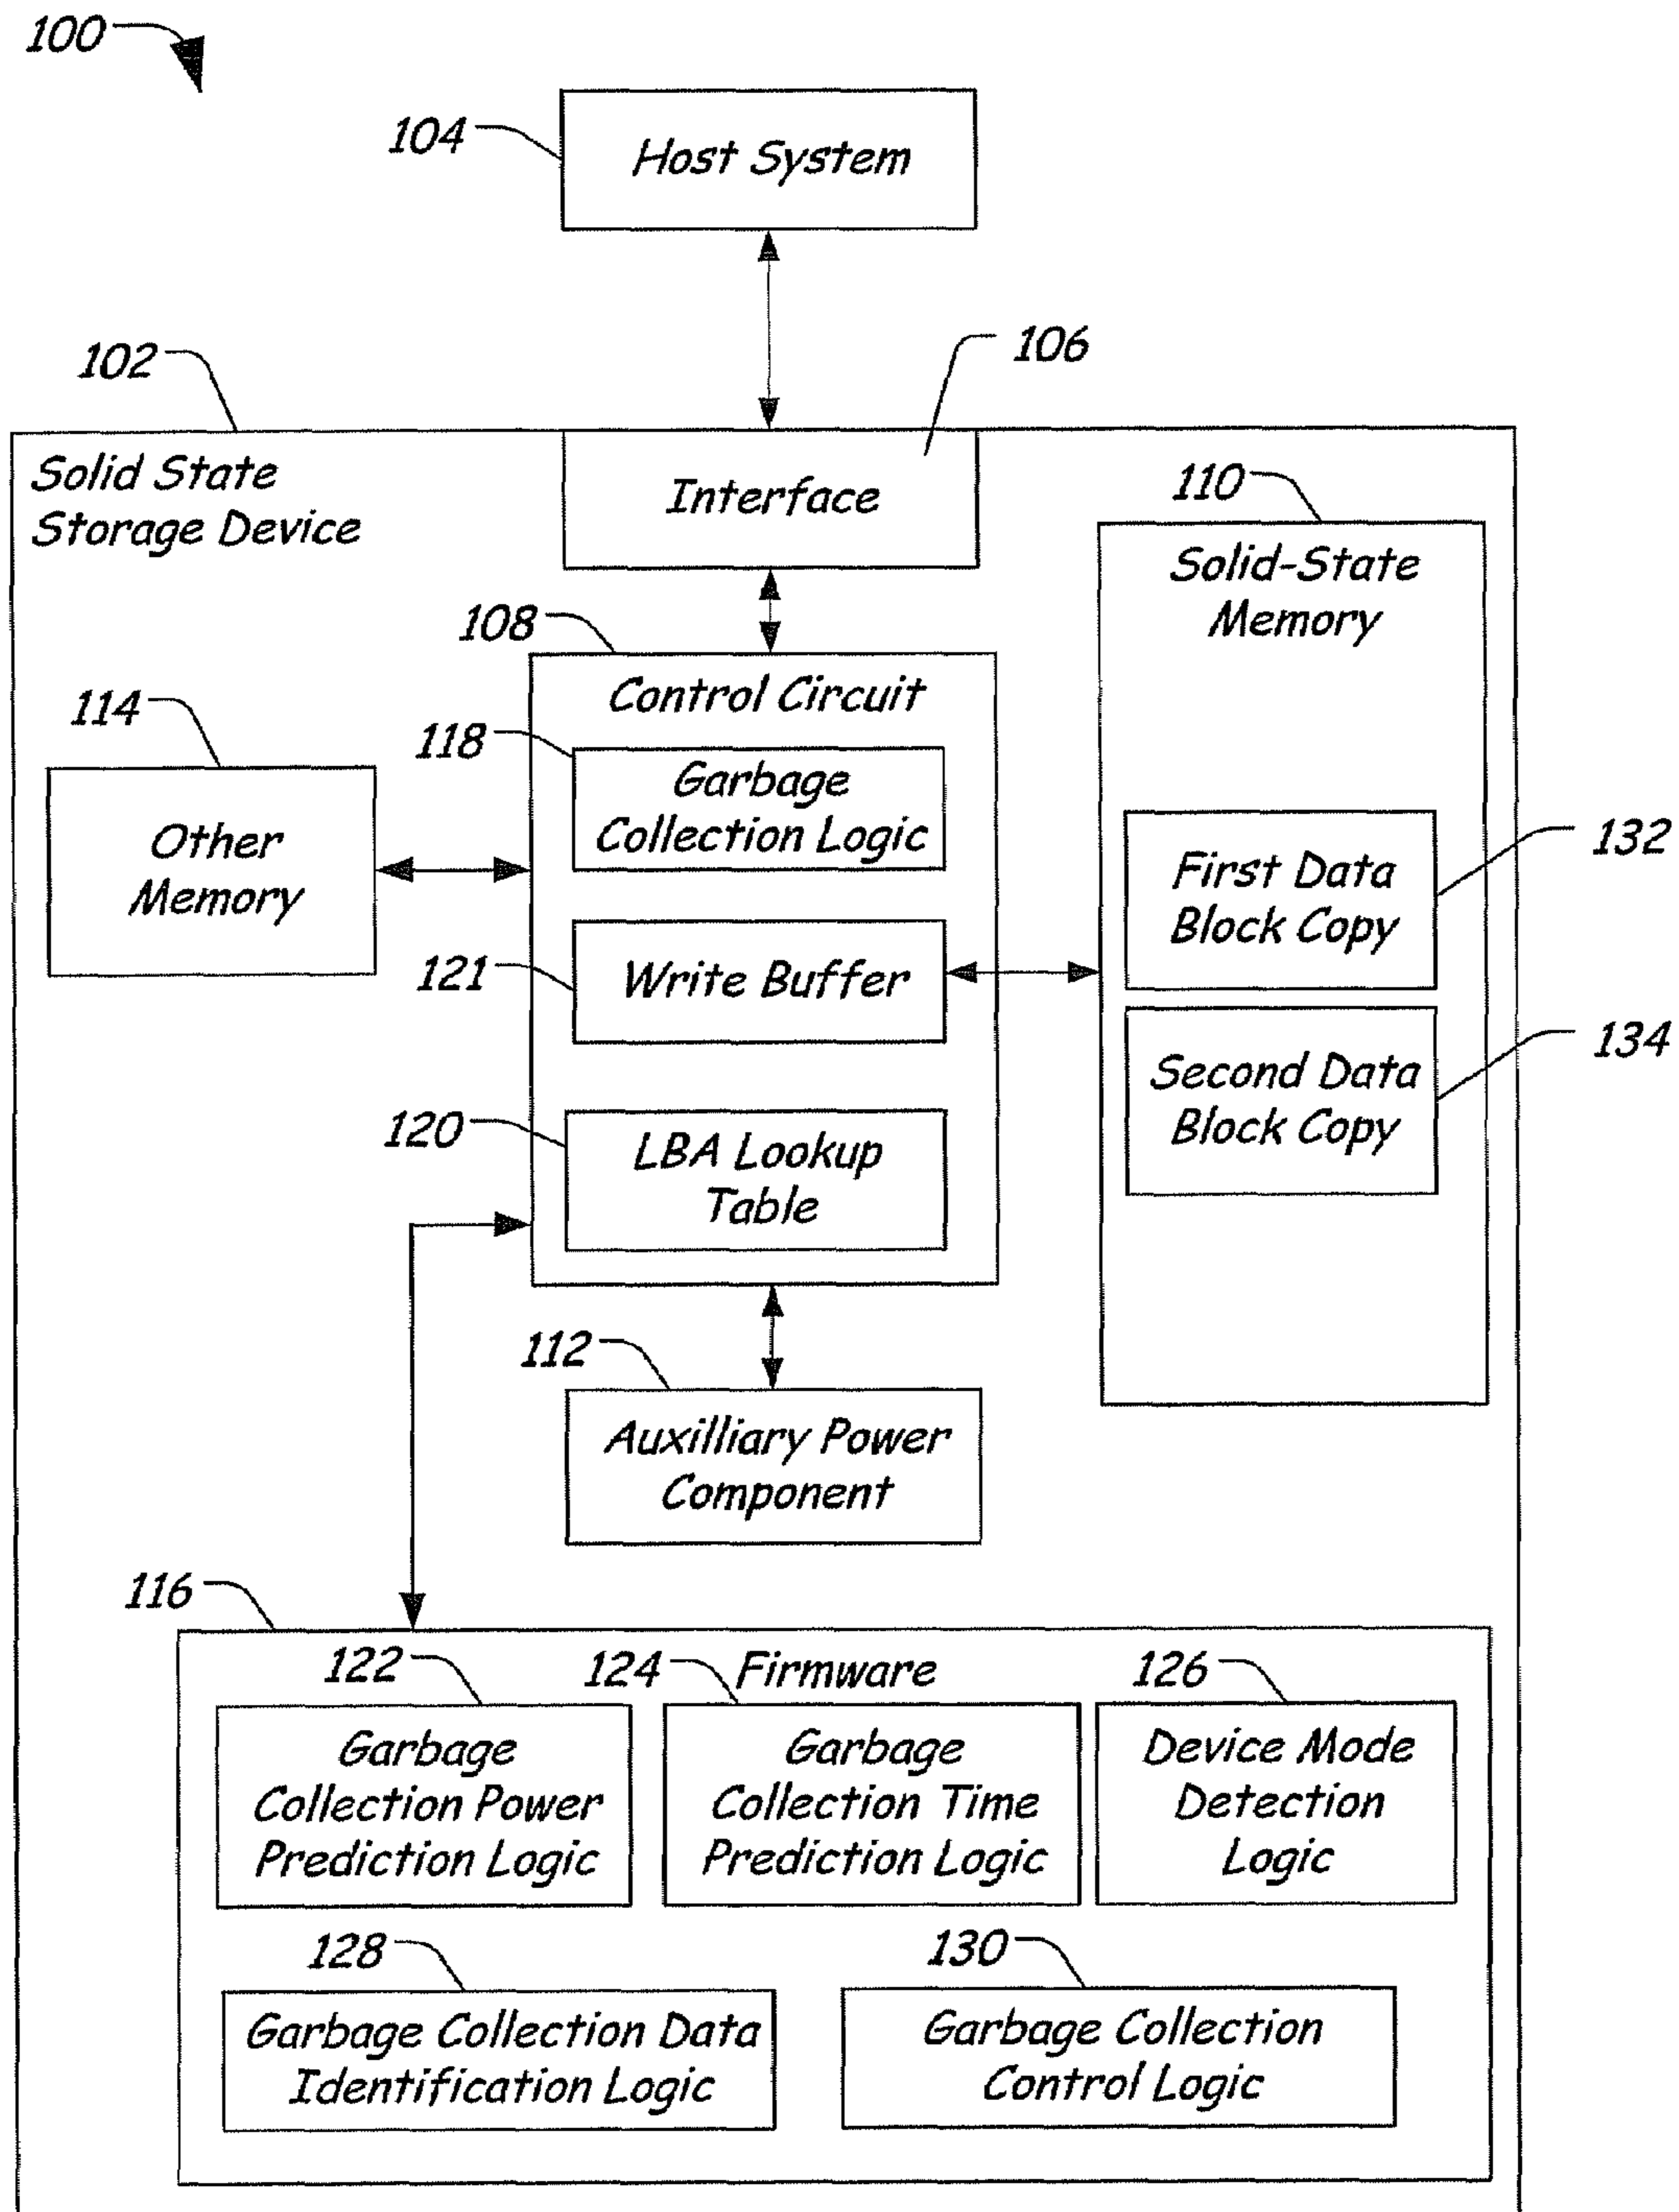 100
104
Host System
102
106
Solid State
Storage Device
Interface
110
Solid-State
Memory
108
Control Circuit
114
118
Garbage
Collection Logic
Other
Memory
132
First Data
Block Copy
121
Write Buffer
134
Second Data
Block Copy
120
LBA Lookup
Table
112
Auxilliary Power
Component
116
Firmware
122
124
126
Garbage
Collection Power
Prediction Logic
Garbage
Collection Time
Prediction Logic
Device Mode
Detection
Logic
128
130
Garbage Collection Data
Identification Logic
Garbage Collection
Control Logic